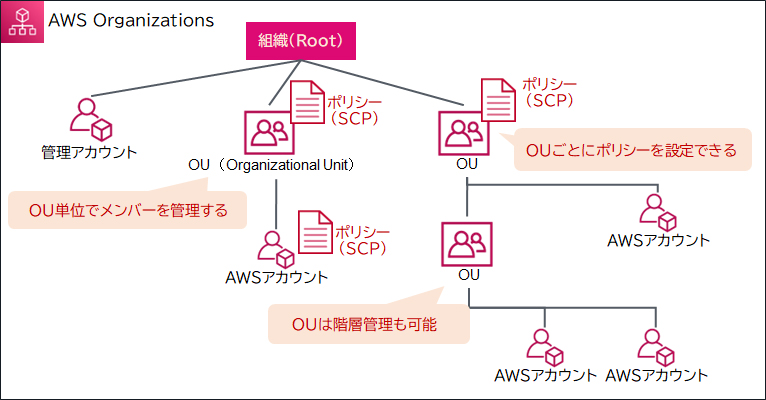 AWS Organizations
組織(Root)
ポリシー
(SCP)
ポリシー
(SCP)
管理アカウント
OU（Organizational Unit）
OU
OUごとにポリシーを設定できる
OU単位でメンバーを管理する
ポリシー
(SCP)
AWSアカウント
AWSアカウント
OU
OUは階層管理も可能
AWSアカウント
AWSアカウント